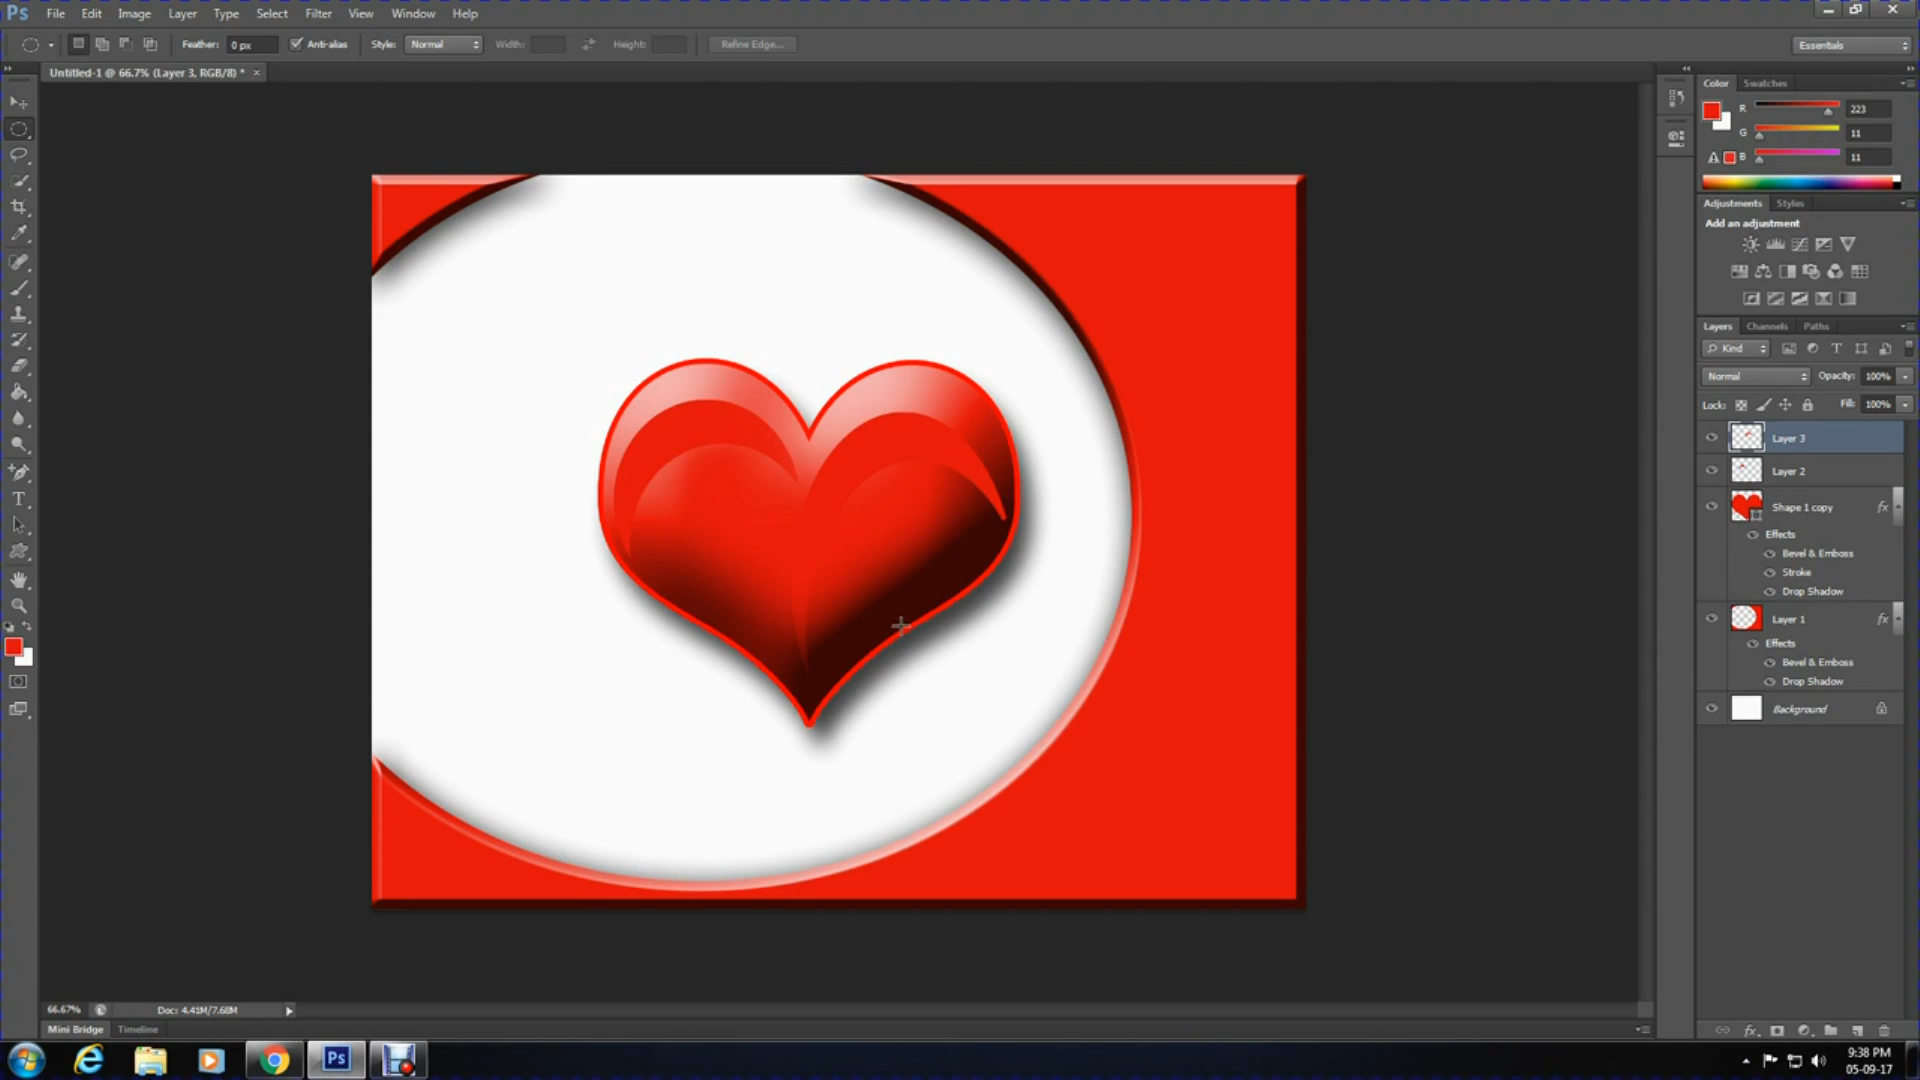 Ps File Edit Image Layer Type Select Filter View Window Help
Feather: 0 px Anti-alias Style: Normal Width: Height: Refine Edge... Essentials
Untitled-1 @ 66.7% (Layer 3, RGB/8) * ×
Color Swatches
R 223
G 11
B 11
Adjustments Styles
Add an adjustment
Layers Channels Paths
Kind
Normal Opacity: 100%
Lock: Fill: 100%
Layer 3
Layer 2
Shape 1 copy fx
Effects
Bevel & Emboss
Stroke
Drop Shadow
Layer 1 fx
Effects
Bevel & Emboss
Drop Shadow
Background
66.67% Doc: 4.41M/7.68M
Mini Bridge Timeline
Ps
9:38 PM
05-09-17